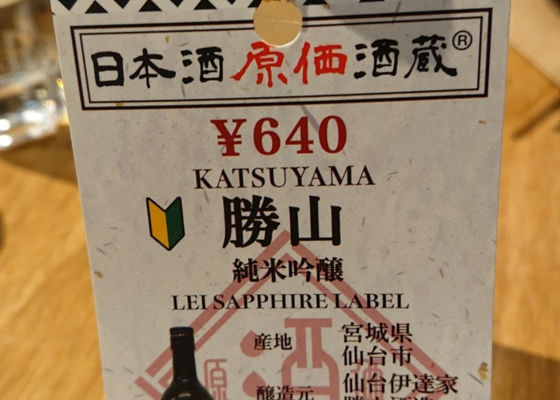 日本酒原価酒蔵®
¥640
KATSUYAMA
勝山
純米吟醸
LEI SAPPHIRE LABEL
産地 宮城県
仙台市
醸造元 仙台伊達家